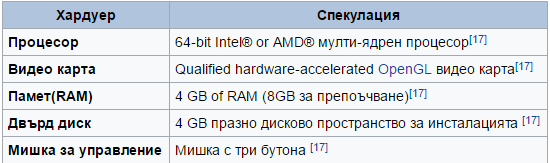 Хардуер Спекулация
Процесор 64-bit Intel® or AMD® мулти-ядрен процесор[17]
Видео карта Qualified hardware-accelerated OpenGL видео карта[17]
Памет(RAM) 4 GB of RAM (8GB за препоъчване)[17]
Двърд диск 4 GB празно дисково пространство за инсталацията [17]
Мишка за управление Мишка с три бутона [17]